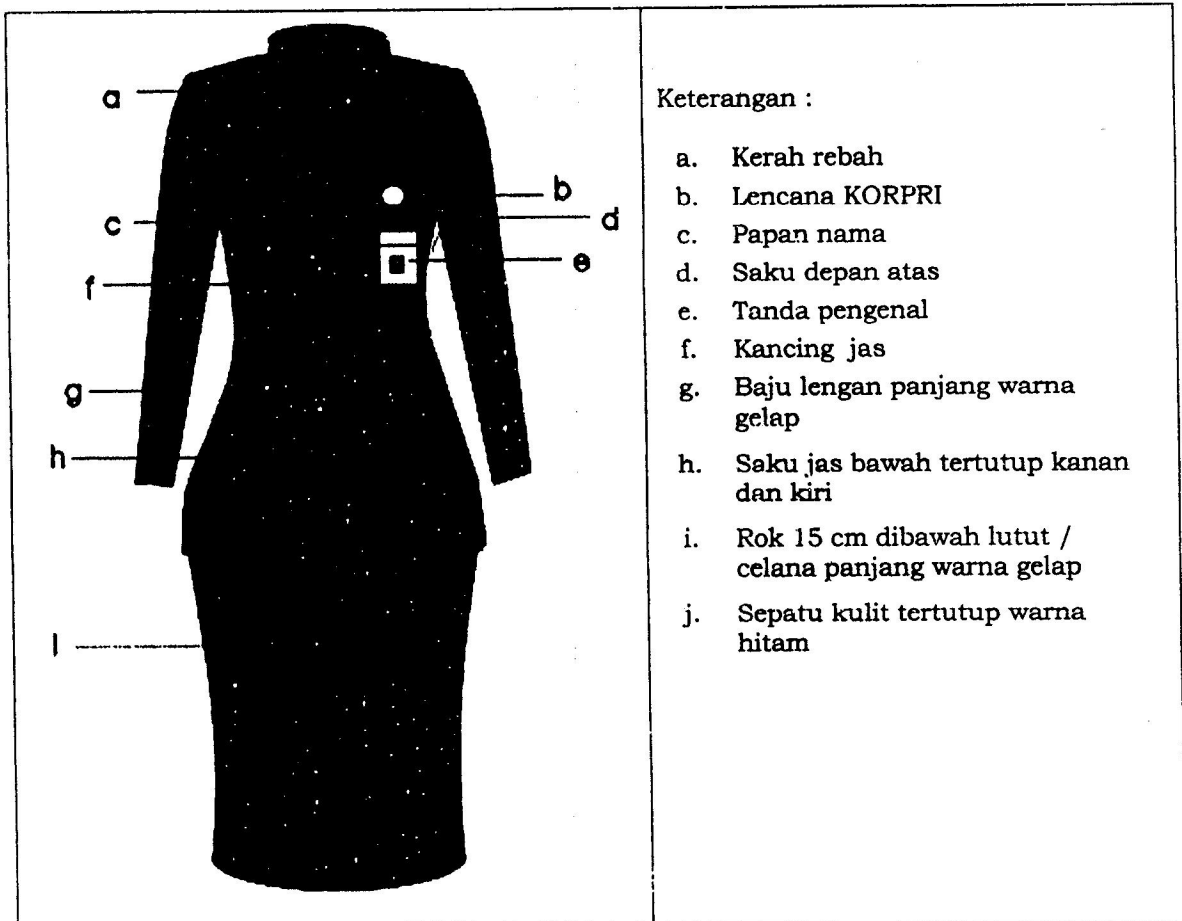 a
b
c
d
e
f
g
h
I
Keterangan :
a. Kerah rebah
b. Lencana KORPRI
c. Papan nama
d. Saku depan atas
e. Tanda pengenal
f. Kancing jas
g. Baju lengan panjang warna
gelap
h. Saku jas bawah tertutup kanan
dan kiri
i. Rok 15 cm dibawah lutut /
celana panjang warna gelap
j. Sepatu kulit tertutup warna
hitam